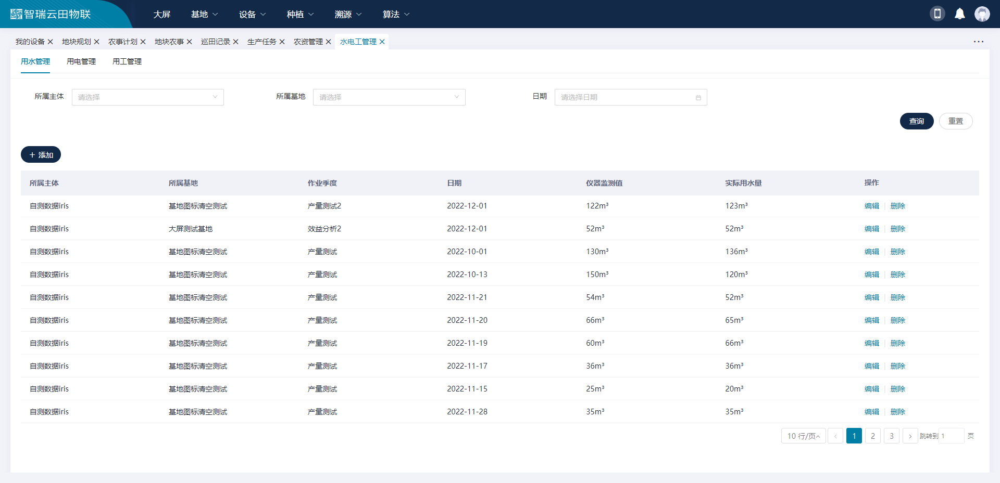 智瑞云田物联 大屏 基地 设备 种植 溯源 算法
我的设备 地块规划 农事计划 地块农事 巡田记录 生产任务 农资管理 水电工管理
用水管理 用电管理 用工管理
所属主体 请选择 所属基地 请选择 日期 请选择日期
查询 重置
添加
所属主体 所属基地 作业季度 日期 仪器监测值 实际用水量 操作
自测数据iris 基地图标清空测试 产量测试2 2022-12-01 122m³ 123m³ 编辑 删除
自测数据iris 大屏测试基地 效益分析2 2022-12-01 52m³ 52m³ 编辑 删除
自测数据iris 基地图标清空测试 产量测试 2022-10-01 130m³ 136m³ 编辑 删除
自测数据iris 基地图标清空测试 产量测试 2022-10-13 150m³ 120m³ 编辑 删除
自测数据iris 基地图标清空测试 产量测试 2022-11-21 54m³ 52m³ 编辑 删除
自测数据iris 基地图标清空测试 产量测试 2022-11-20 66m³ 65m³ 编辑 删除
自测数据iris 基地图标清空测试 产量测试 2022-11-19 60m³ 66m³ 编辑 删除
自测数据iris 基地图标清空测试 产量测试 2022-11-17 36m³ 36m³ 编辑 删除
自测数据iris 基地图标清空测试 产量测试 2022-11-15 25m³ 20m³ 编辑 删除
自测数据iris 基地图标清空测试 产量测试 2022-11-28 35m³ 35m³ 编辑 删除
10 行/页 1 2 3 跳转到 1 页